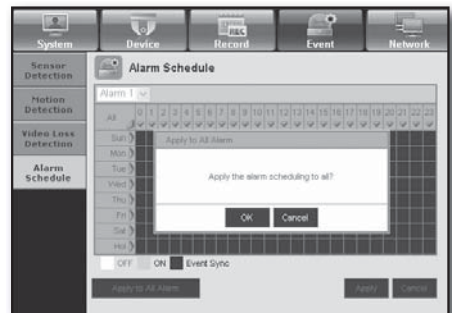 System Device Record Event Network
REC
Sensor Detection
Motion Detection
Video Loss Detection
Alarm Schedule
Alarm Schedule
Alarm 1
All 0 1 2 3 4 5 6 7 8 9 10 11 12 13 14 15 16 17 18 19 20 21 22 23
Sun
Mon
Tue
Wed
Thu
Fri
Sat
Hol
Apply to All Alarm
Apply the alarm scheduling to all?
OK Cancel
OFF ON Event Sync
Apply to All Alarm Apply Cancel